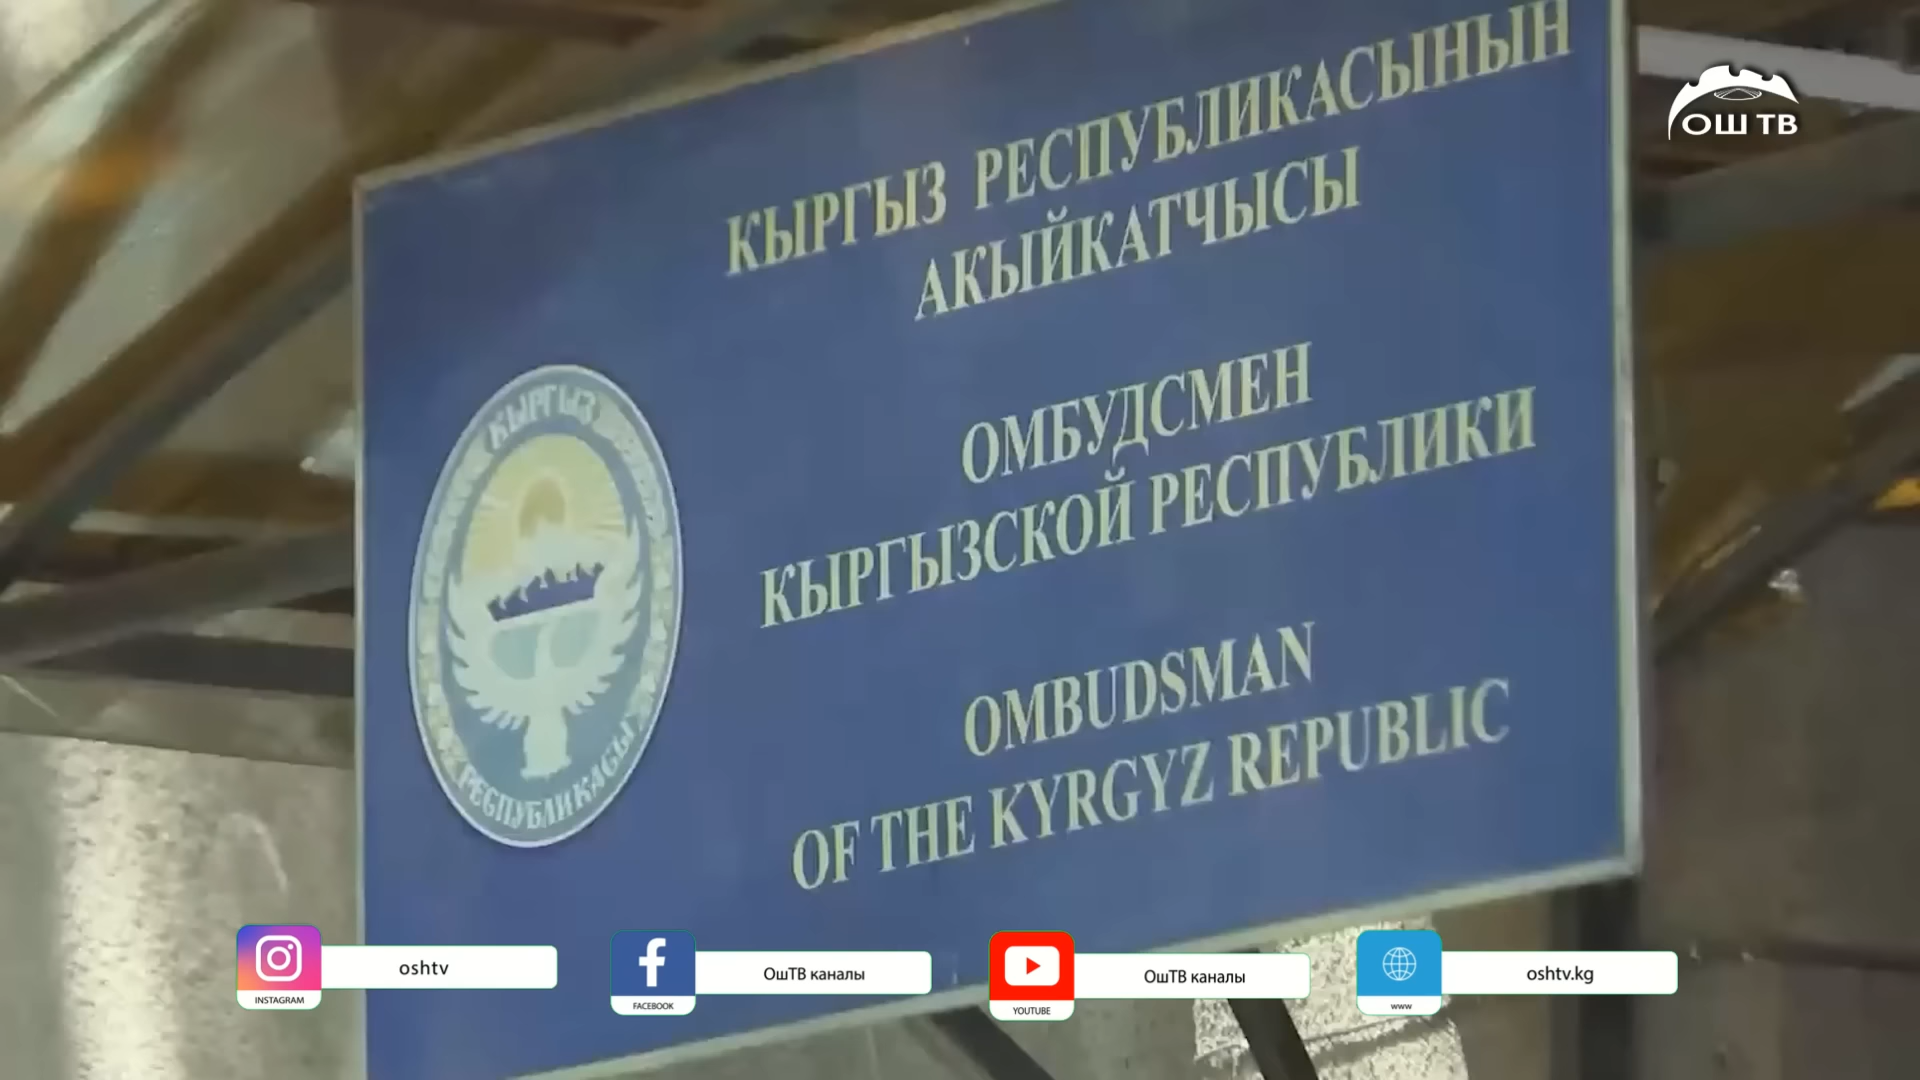 ОШ ТВ
КЫРГЫЗ РЕСПУБЛИКАСЫНЫН
АКЫЙКАТЧЫСЫ
ОМБУДСМЕН
КЫРГЫЗСКОЙ РЕСПУБЛИКИ
OMBUDSMAN
OF THE KYRGYZ REPUBLIC
КЫРГЫЗ
РЕСПУБЛИКАСЫ
oshtv
INSTAGRAM
ОшТВ каналы
FACEBOOK
ОшТВ каналы
YOUTUBE
oshtv.kg
www